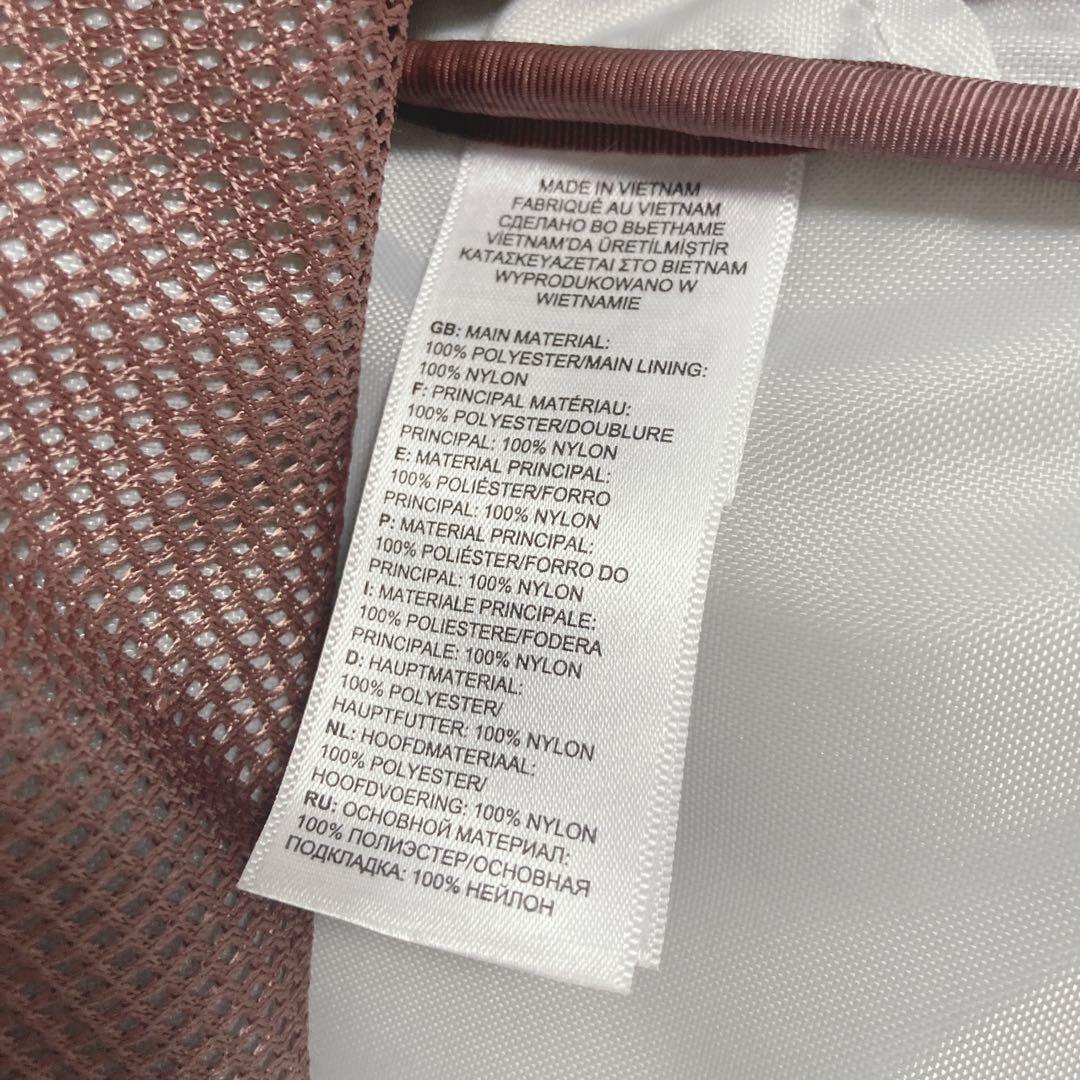 MADE IN VIETNAM
FABRIQUÉ AU VIETNAM
СДЕЛАНО ВО ВЬЕТНАМЕ
VİETNAM'DA ÜRETİLMİŞTİR
ΚΑΤΑΣΚΕΥΑΖΕΤΑΙ ΣΤΟ ΒΙΕΤΝΑΜ
WYPRODUKOWANO W
WIETNAMIE
GB: MAIN MATERIAL:
100% POLYESTER/MAIN LINING:
100% NYLON
F: PRINCIPAL MATÉRIAU:
100% POLYESTER/DOUBLURE
PRINCIPAL: 100% NYLON
E: MATERIAL PRINCIPAL:
100% POLIÉSTER/FORRO
PRINCIPAL: 100% NYLON
P: MATERIAL PRINCIPAL:
100% POLIÉSTER/FORRO DO
PRINCIPAL: 100% NYLON
I: MATERIALE PRINCIPALE:
100% POLIESTERE/FODERA
PRINCIPALE: 100% NYLON
D: HAUPTMATERIAL:
100% POLYESTER/
HAUPTFUTTER: 100% NYLON
NL: HOOFDMATERIAAL:
100% POLYESTER/
HOOFDVOERING: 100% NYLON
RU: ОСНОВНОЙ МАТЕРИАЛ:
100% ПОЛИЭСТЕР/ОСНОВНАЯ
ПОДКЛАДКА: 100% НЕЙЛОН